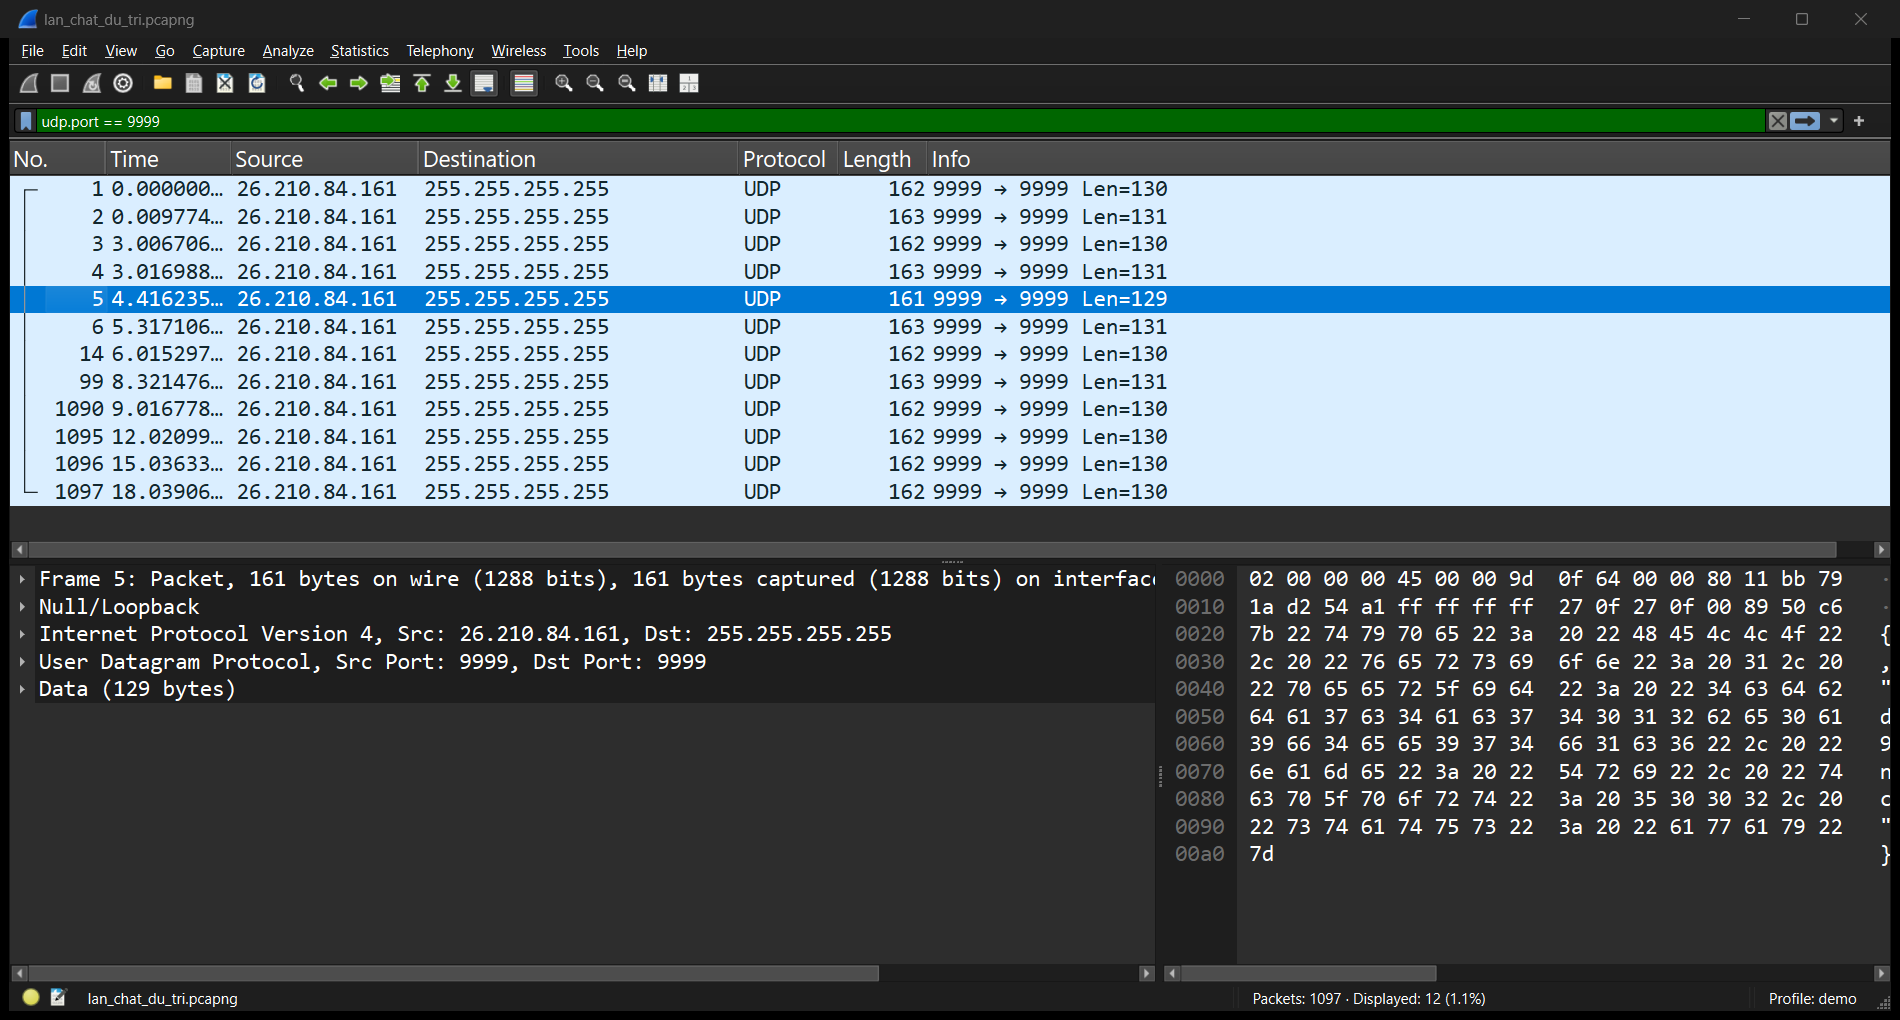 lan_chat_du_tri.pcapng
File Edit View Go Capture Analyze Statistics Telephony Wireless Tools Help
udp.port == 9999
No. Time Source Destination Protocol Length Info
1 0.000000… 26.210.84.161 255.255.255.255 UDP 162 9999 → 9999 Len=130
2 0.009774… 26.210.84.161 255.255.255.255 UDP 163 9999 → 9999 Len=131
3 3.006706… 26.210.84.161 255.255.255.255 UDP 162 9999 → 9999 Len=130
4 3.016988… 26.210.84.161 255.255.255.255 UDP 163 9999 → 9999 Len=131
5 4.416235… 26.210.84.161 255.255.255.255 UDP 161 9999 → 9999 Len=129
6 5.317106… 26.210.84.161 255.255.255.255 UDP 163 9999 → 9999 Len=131
14 6.015297… 26.210.84.161 255.255.255.255 UDP 162 9999 → 9999 Len=130
99 8.321476… 26.210.84.161 255.255.255.255 UDP 163 9999 → 9999 Len=131
1090 9.016778… 26.210.84.161 255.255.255.255 UDP 162 9999 → 9999 Len=130
1095 12.02099… 26.210.84.161 255.255.255.255 UDP 162 9999 → 9999 Len=130
1096 15.03633… 26.210.84.161 255.255.255.255 UDP 162 9999 → 9999 Len=130
1097 18.03906… 26.210.84.161 255.255.255.255 UDP 162 9999 → 9999 Len=130
Frame 5: Packet, 161 bytes on wire (1288 bits), 161 bytes captured (1288 bits) on interface
Null/Loopback
Internet Protocol Version 4, Src: 26.210.84.161, Dst: 255.255.255.255
User Datagram Protocol, Src Port: 9999, Dst Port: 9999
Data (129 bytes)
0000 02 00 00 00 45 00 00 9d 0f 64 00 00 80 11 bb 79 ·
0010 1a d2 54 a1 ff ff ff ff 27 0f 27 0f 00 89 50 c6 ·
0020 7b 22 74 79 70 65 22 3a 20 22 48 45 4c 4c 4f 22 {
0030 2c 20 22 76 65 72 73 69 6f 6e 22 3a 20 31 2c 20 ,
0040 22 70 65 65 72 5f 69 64 22 3a 20 22 34 63 64 62 "
0050 64 61 37 63 34 61 63 37 34 30 31 32 62 65 30 61 d
0060 39 66 34 65 65 39 37 34 66 31 63 36 22 2c 20 22 9
0070 6e 61 6d 65 22 3a 20 22 54 72 69 22 2c 20 22 74 n
0080 63 70 5f 70 6f 72 74 22 3a 20 35 30 30 32 2c 20 c
0090 22 73 74 61 74 75 73 22 3a 20 22 61 77 61 79 22 "
00a0 7d }
lan_chat_du_tri.pcapng
Packets: 1097 · Displayed: 12 (1.1%)
Profile: demo